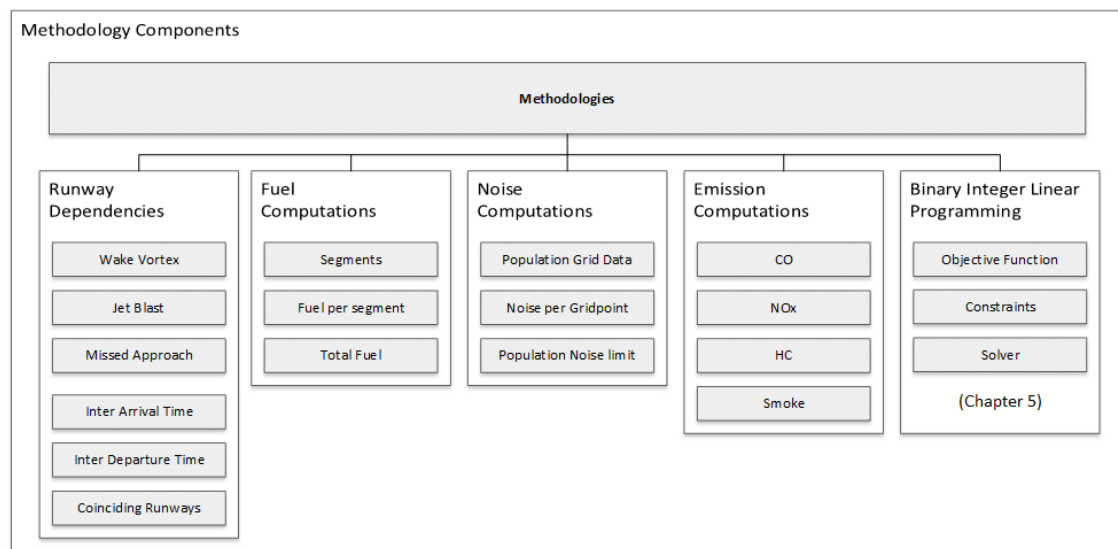 Methodology Components
Methodologies
Runway
Dependencies
Wake Vortex
Jet Blast
Missed Approach
Inter Arrival Time
Inter Departure Time
Coinciding Runways
Fuel
Computations
Segments
Fuel per segment
Total Fuel
Noise
Computations
Population Grid Data
Noise per Gridpoint
Population Noise limit
Emission
Computations
CO
NOx
HC
Smoke
Binary Integer Linear
Programming
Objective Function
Constraints
Solver
(Chapter 5)